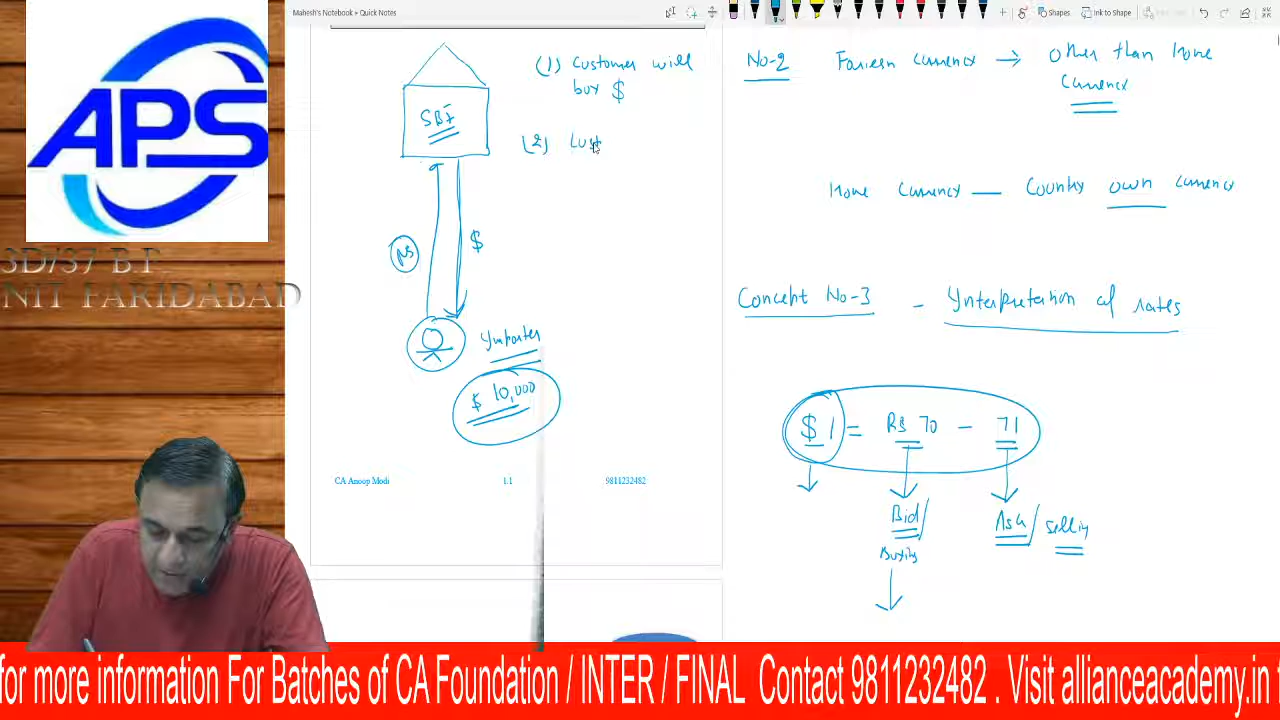 Mahesh's Notebook » Quick Notes
Shapes
Ink to Shape
APS
3D/37 B.P.
NIT FARIDABAD
SBI
(1) Customer will
buy $
(2) Cust
Rs
$
Importer
$ 10,000
CA Anoop Modi
1.1
9811232482
No-2 Foriegn currency → Other than Home
Currency
Home Currency — Country own currency
Concept No-3 - Interpretation of rates
$ 1 = Rs 70 - 71
Bid/
Buying
Ask/ selling
for more information For Batches of CA Foundation / INTER / FINAL Contact 9811232482 . Visit allianceacademy.in